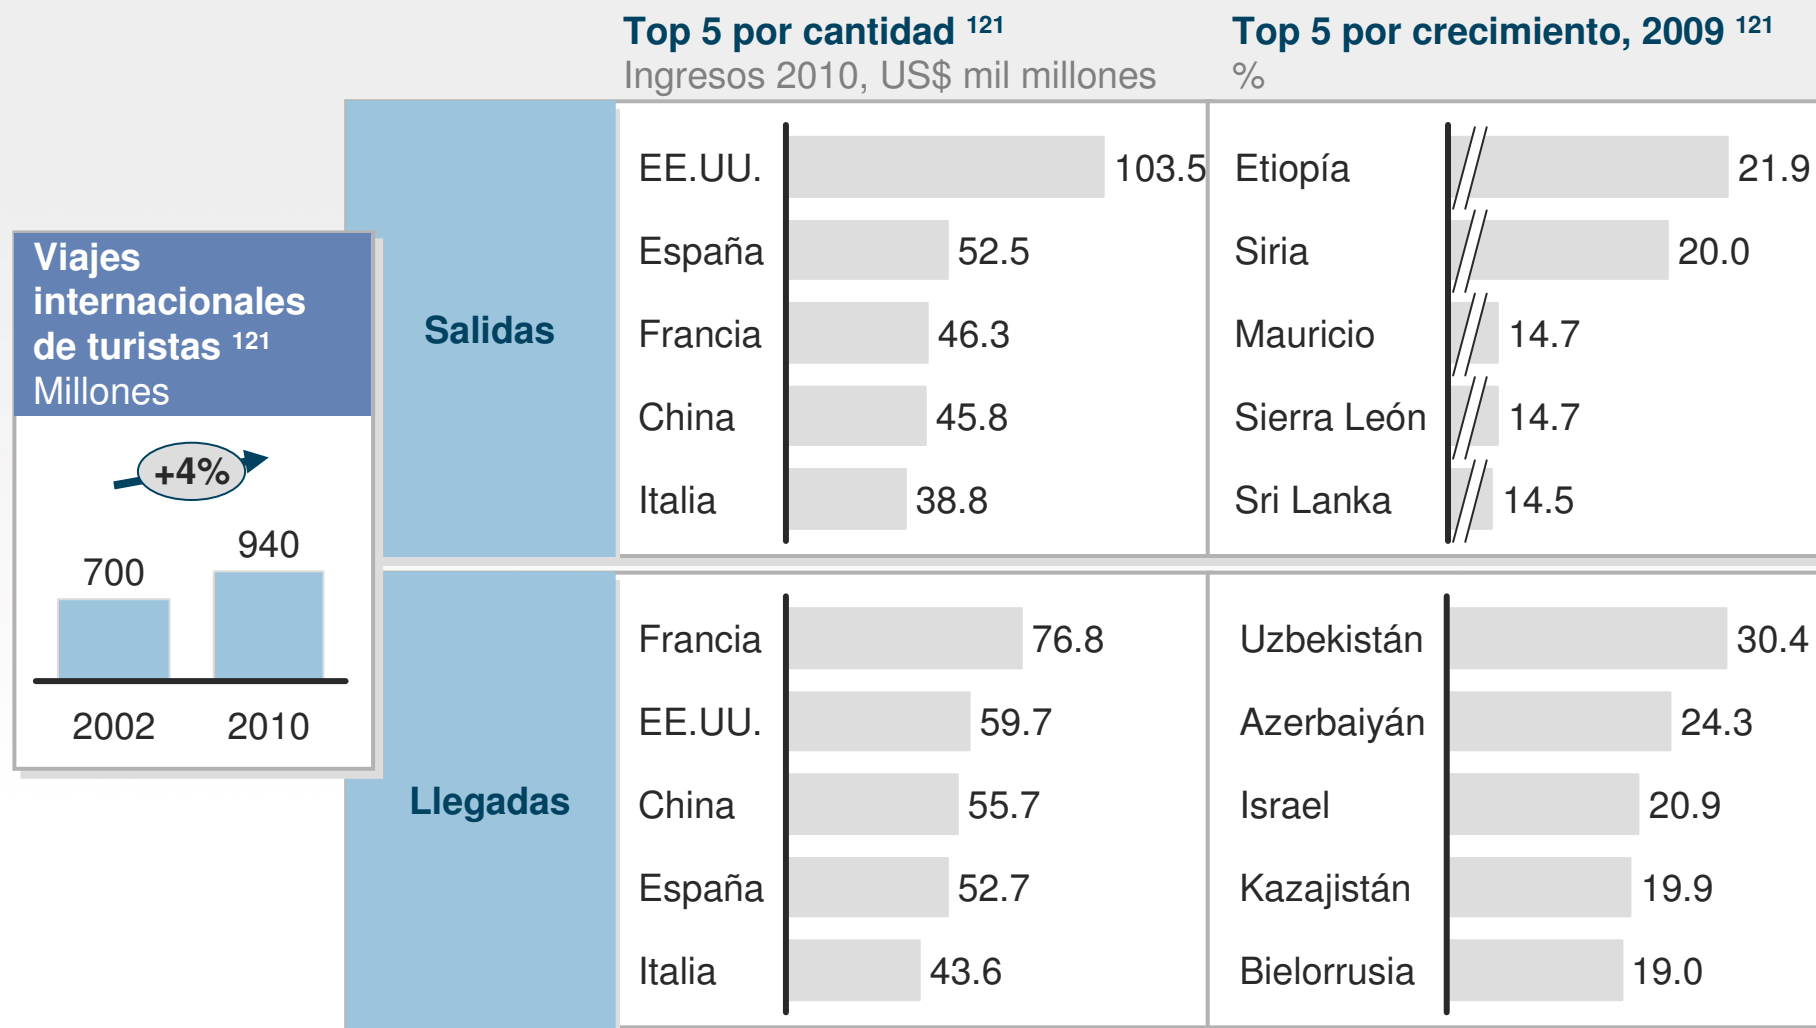 Top 5 por cantidad 121
Ingresos 2010, US$ mil millones
Top 5 por crecimiento, 2009 121
%
Viajes
internacionales
de turistas 121
Millones
+4%
700
940
2002
2010
Salidas
EE.UU.
103.5
España
52.5
Francia
46.3
China
45.8
Italia
38.8
Etiopía
21.9
Siria
20.0
Mauricio
14.7
Sierra León
14.7
Sri Lanka
14.5
Llegadas
Francia
76.8
EE.UU.
59.7
China
55.7
España
52.7
Italia
43.6
Uzbekistán
30.4
Azerbaiyán
24.3
Israel
20.9
Kazajistán
19.9
Bielorrusia
19.0